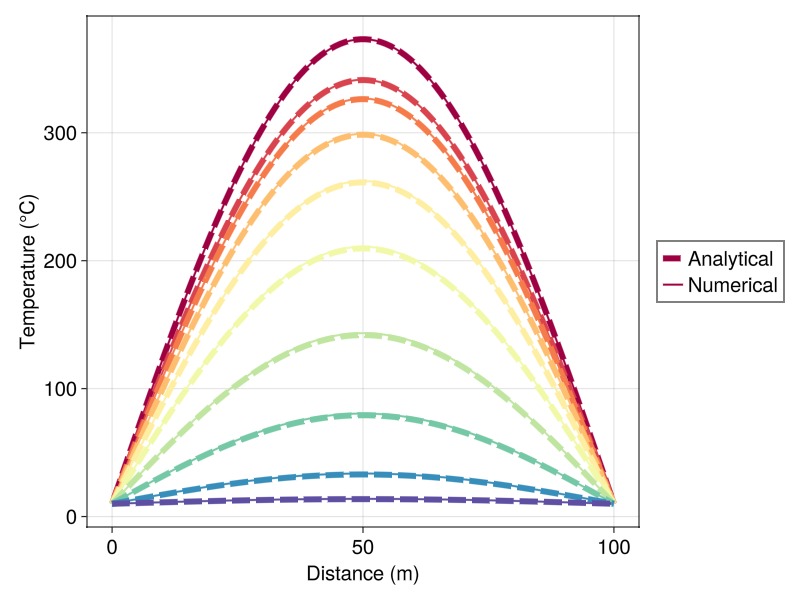 Temperature (°C)
300
200
100
0
0 50 100
Distance (m)
Analytical
Numerical